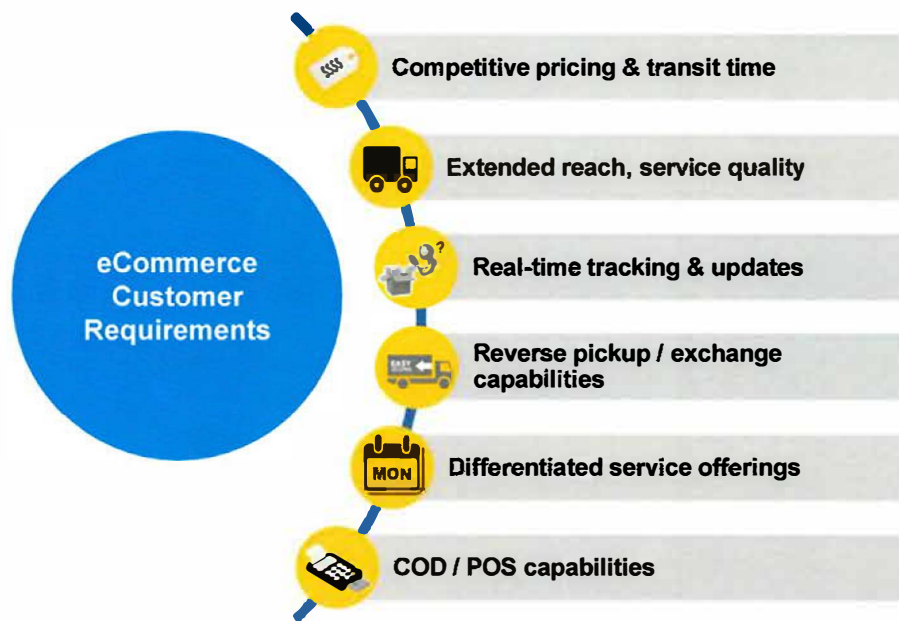 $$$$
Competitive pricing & transit time
Extended reach, service quality
eCommerce
Customer
Requirements
?
Real-time tracking & updates
Reverse pickup / exchange
capabilities
EASY
MON
Differentiated service offerings
COD / POS capabilities